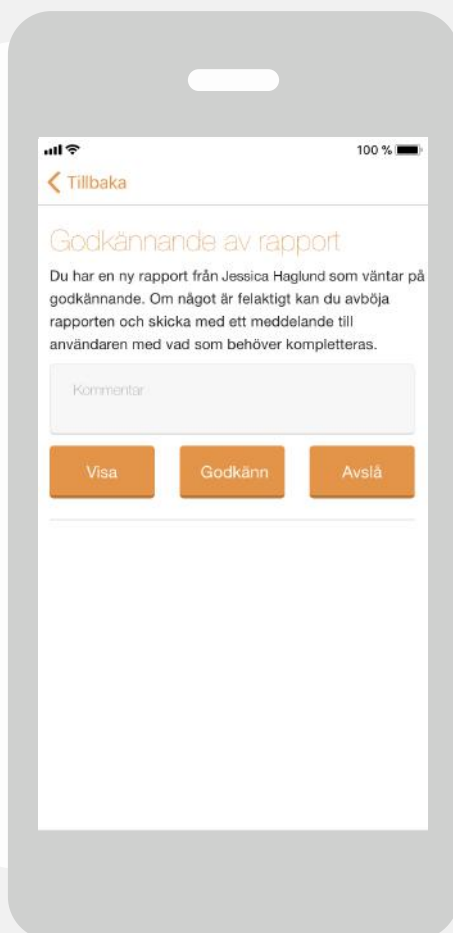 100 %
Tillbaka
Godkännande av rapport
Du har en ny rapport från Jessica Haglund som väntar på
godkännande. Om något är felaktigt kan du avböja
rapporten och skicka med ett meddelande till
användaren med vad som behöver kompletteras.
Kommentar
Visa Godkänn Avslå